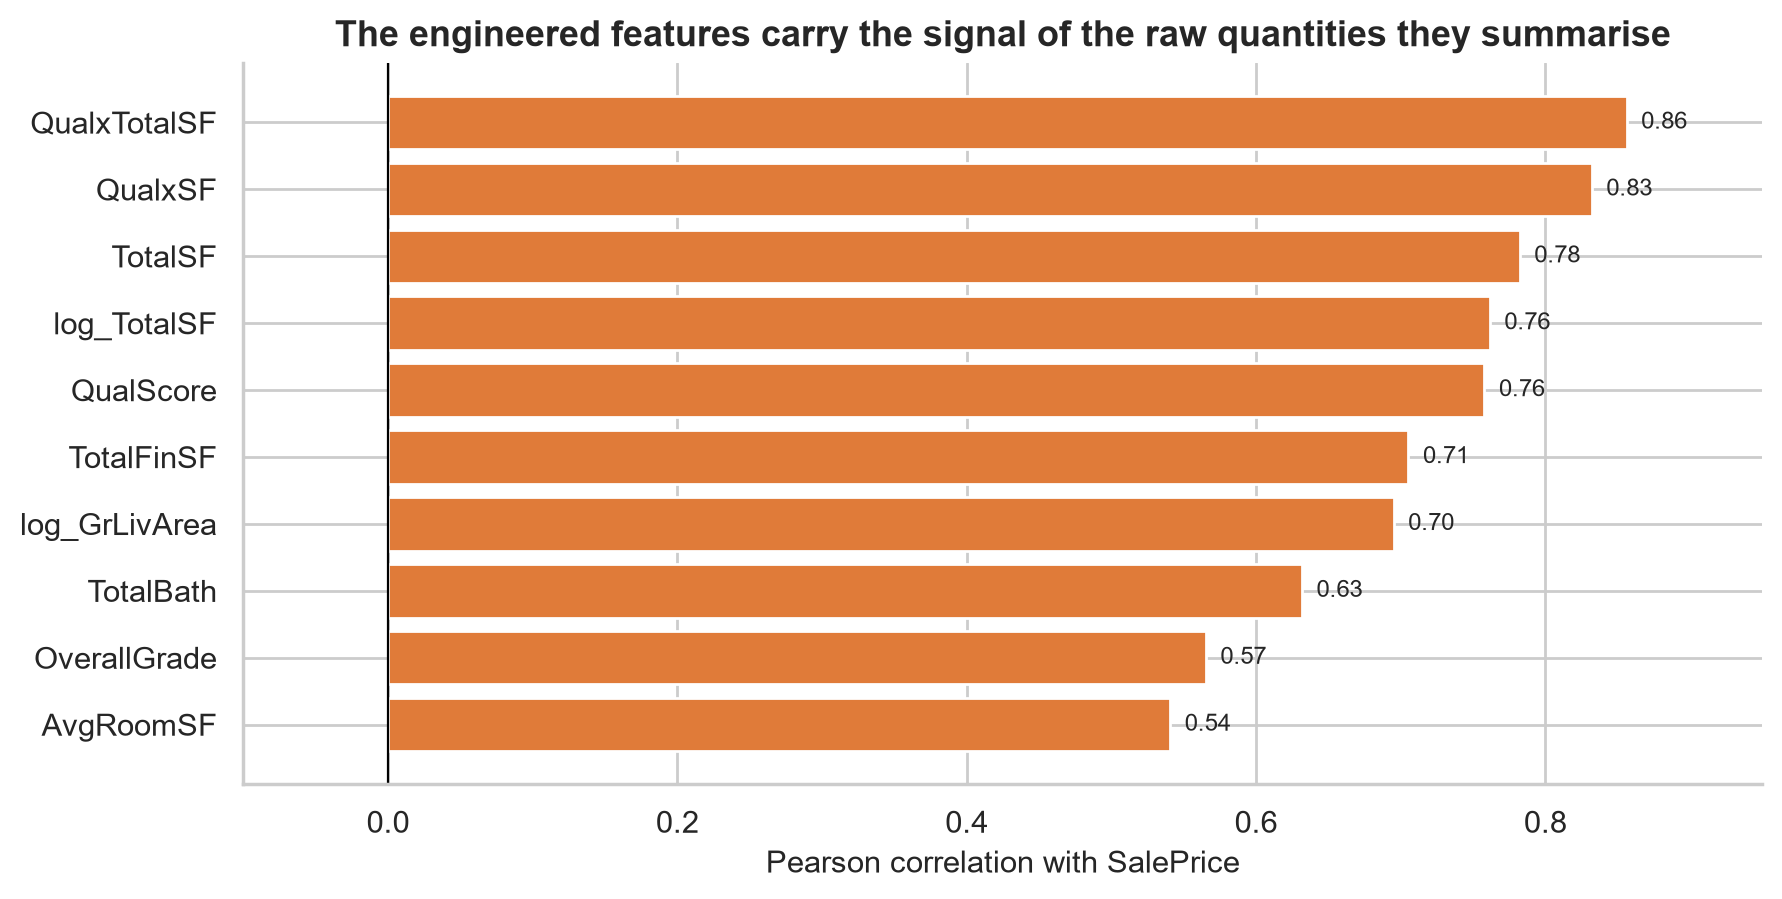 The engineered features carry the signal of the raw quantities they summarise
QualxTotalSF 0.86
QualxSF 0.83
TotalSF 0.78
log_TotalSF 0.76
QualScore 0.76
TotalFinSF 0.71
log_GrLivArea 0.70
TotalBath 0.63
OverallGrade 0.57
AvgRoomSF 0.54
0.0 0.2 0.4 0.6 0.8
Pearson correlation with SalePrice